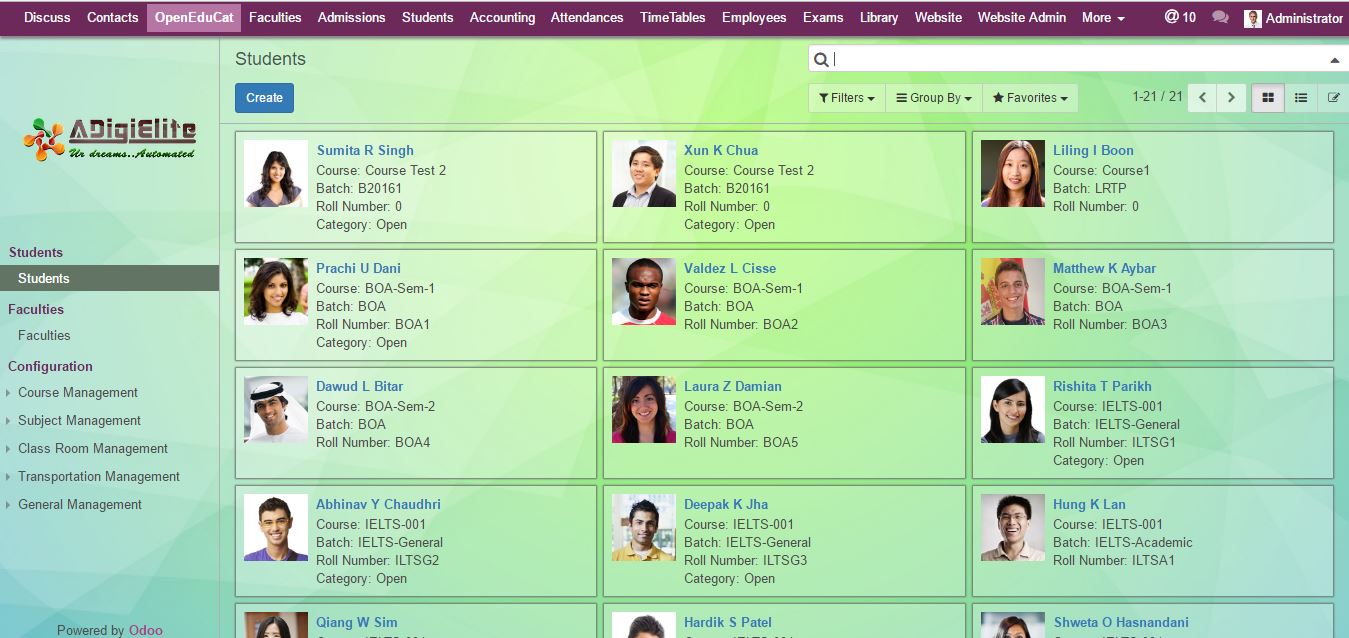 Discuss Contacts OpenEduCat Faculties Admissions Students Accounting Attendances TimeTables Employees Exams Library Website Website Admin More @ 10 Administrator
Students
Create
Filters Group By Favorites 1-21 / 21
ADigiElite
Ur dreams..Automated
Students
Students
Faculties
Faculties
Configuration
Course Management
Subject Management
Class Room Management
Transportation Management
General Management
Powered by Odoo
Sumita R Singh
Course: Course Test 2
Batch: B20161
Roll Number: 0
Category: Open
Xun K Chua
Course: Course Test 2
Batch: B20161
Roll Number: 0
Category: Open
Liling I Boon
Course: Course1
Batch: LRTP
Roll Number: 0
Prachi U Dani
Course: BOA-Sem-1
Batch: BOA
Roll Number: BOA1
Category: Open
Valdez L Cisse
Course: BOA-Sem-1
Batch: BOA
Roll Number: BOA2
Matthew K Aybar
Course: BOA-Sem-1
Batch: BOA
Roll Number: BOA3
Dawud L Bitar
Course: BOA-Sem-2
Batch: BOA
Roll Number: BOA4
Laura Z Damian
Course: BOA-Sem-2
Batch: BOA
Roll Number: BOA5
Rishita T Parikh
Course: IELTS-001
Batch: IELTS-General
Roll Number: ILTSG1
Category: Open
Abhinav Y Chaudhri
Course: IELTS-001
Batch: IELTS-General
Roll Number: ILTSG2
Category: Open
Deepak K Jha
Course: IELTS-001
Batch: IELTS-General
Roll Number: ILTSG3
Category: Open
Hung K Lan
Course: IELTS-001
Batch: IELTS-Academic
Roll Number: ILTSA1
Qiang W Sim
Hardik S Patel
Shweta O Hasnandani